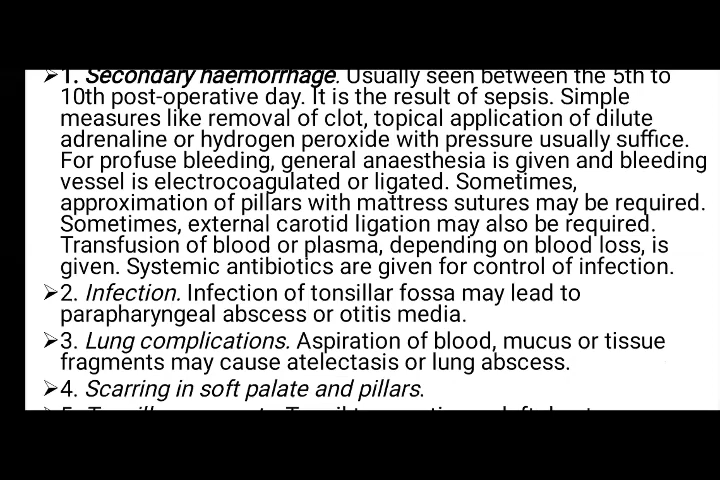 ➢1. Secondary haemorrhage. Usually seen between the 5th to
10th post-operative day. It is the result of sepsis. Simple
measures like removal of clot, topical application of dilute
adrenaline or hydrogen peroxide with pressure usually suffice.
For profuse bleeding, general anaesthesia is given and bleeding
vessel is electrocoagulated or ligated. Sometimes,
approximation of pillars with mattress sutures may be required.
Sometimes, external carotid ligation may also be required.
Transfusion of blood or plasma, depending on blood loss, is
given. Systemic antibiotics are given for control of infection.
➢2. Infection. Infection of tonsillar fossa may lead to
parapharyngeal abscess or otitis media.
➢3. Lung complications. Aspiration of blood, mucus or tissue
fragments may cause atelectasis or lung abscess.
➢4. Scarring in soft palate and pillars.